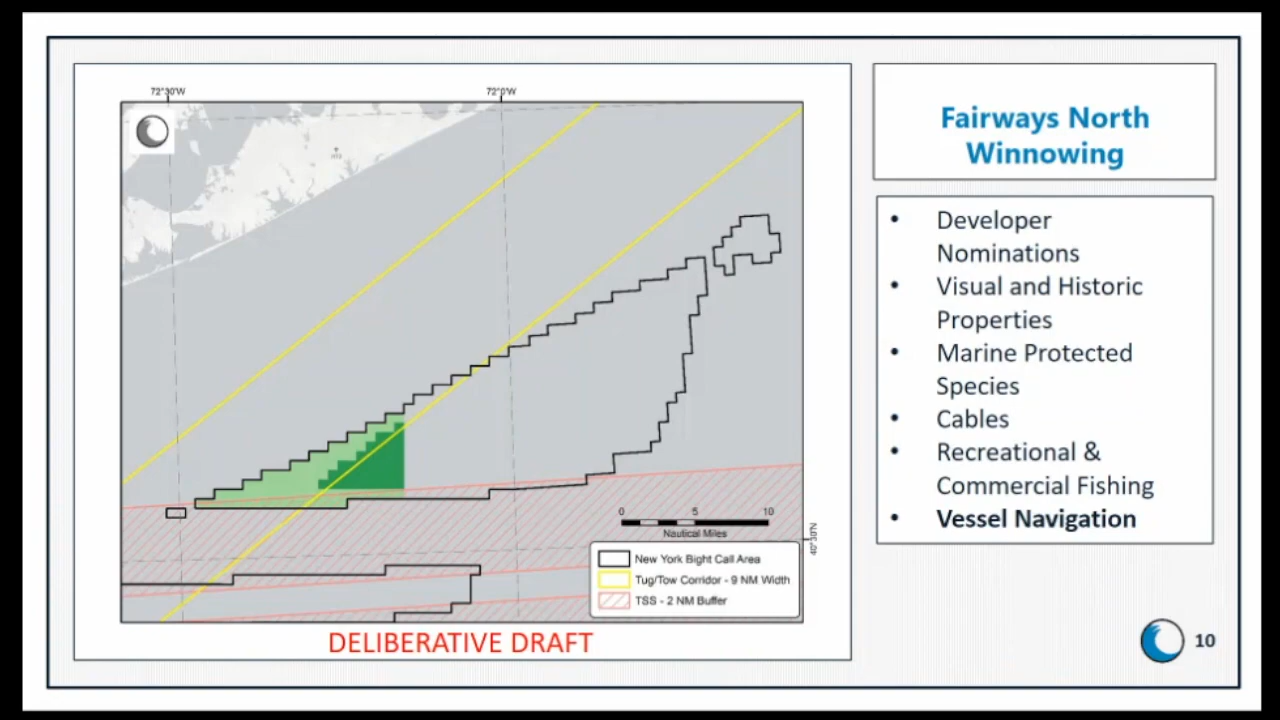 72°30'W
72°0'W
Fairways North
Winnowing
• Developer
Nominations
• Visual and Historic
Properties
• Marine Protected
Species
• Cables
• Recreational &
Commercial Fishing
• Vessel Navigation
0 5 10
Nautical Miles
40°30'N
New York Bight Call Area
Tug/Tow Corridor - 9 NM Width
TSS - 2 NM Buffer
DELIBERATIVE DRAFT
10